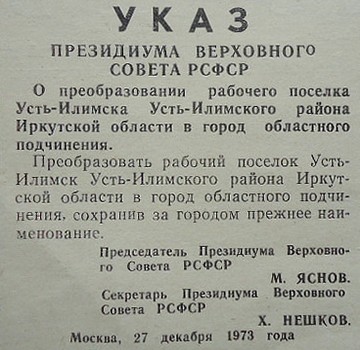 УКАЗ
ПРЕЗИДИУМА ВЕРХОВНОГО
СОВЕТА РСФСР
О преобразовании рабочего поселка
Усть-Илимска Усть-Илимского района
Иркутской области в город областного
подчинения.
Преобразовать рабочий поселок Усть-
Илимск Усть-Илимского района Иркут-
ской области в город областного подчи-
нения, сохранив за городом прежнее наи-
менование.
Председатель Президиума Верховно-
го Совета РСФСР
М. ЯСНОВ.
Секретарь Президиума Верховного
Совета РСФСР
Х. НЕШКОВ.
Москва, 27 декабря 1973 года